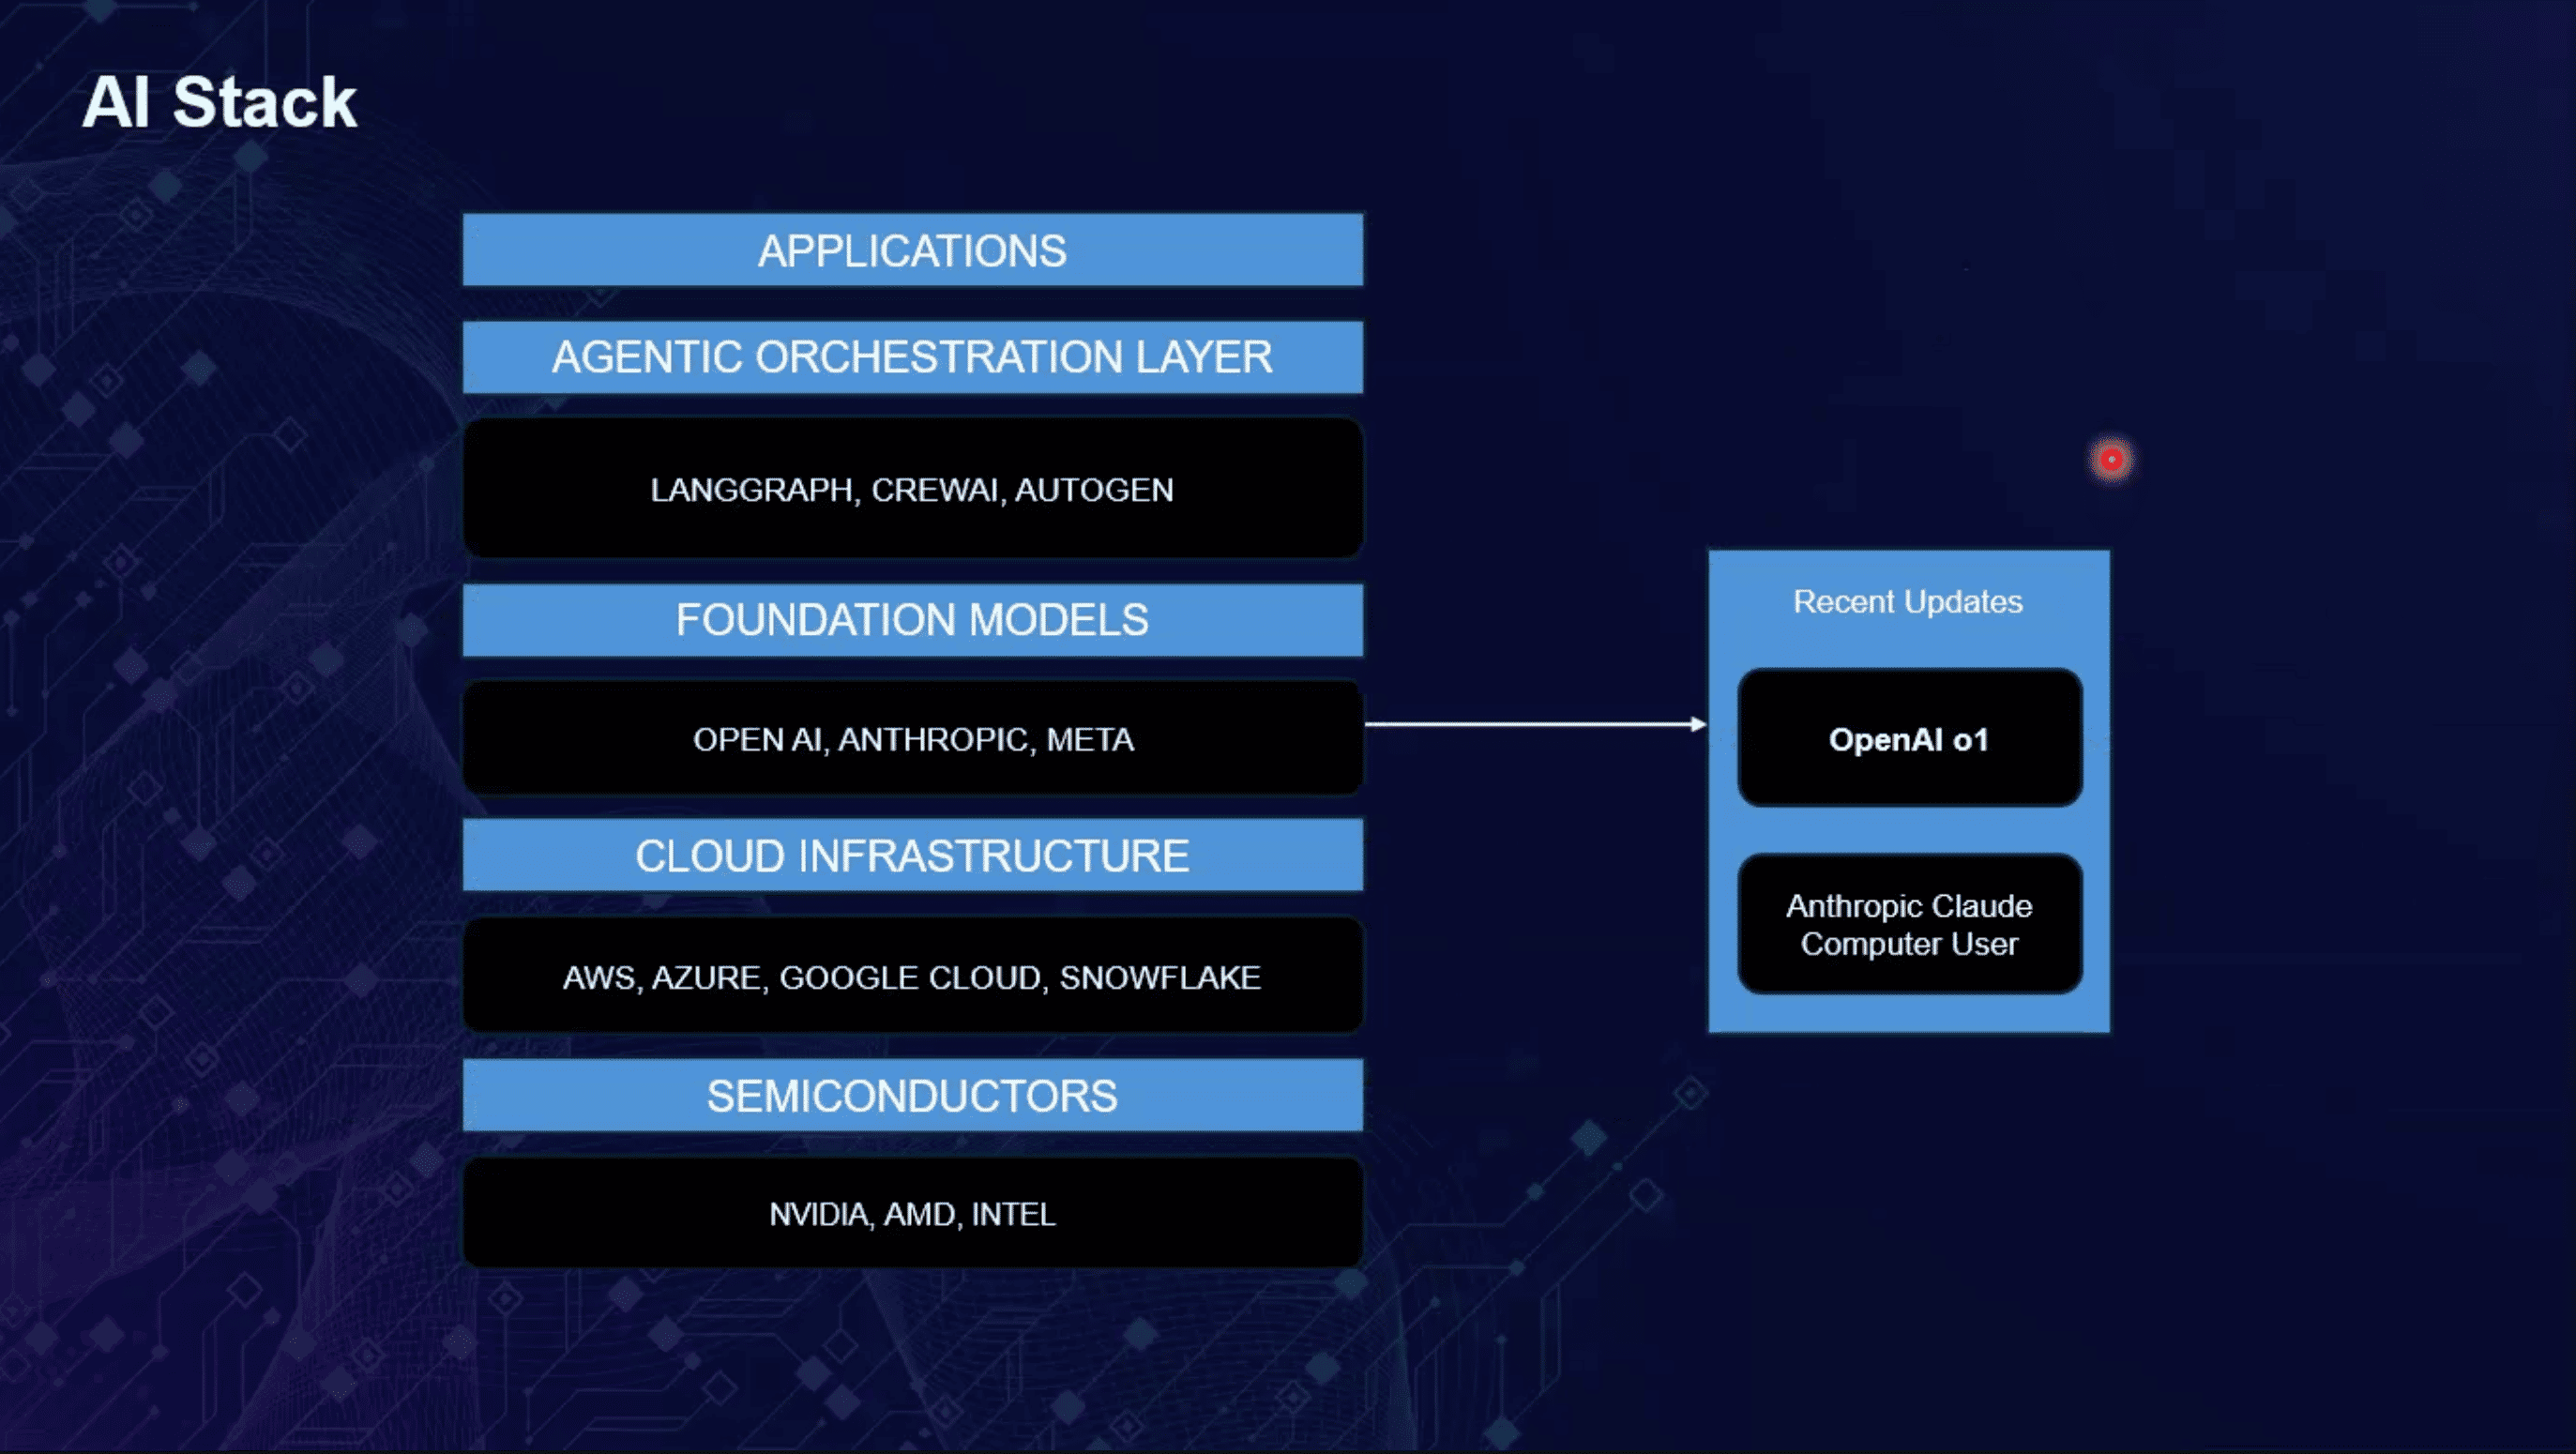 AI Stack
APPLICATIONS
AGENTIC ORCHESTRATION LAYER
LANGGRAPH, CREWAI, AUTOGEN
FOUNDATION MODELS
OPEN AI, ANTHROPIC, META
CLOUD INFRASTRUCTURE
AWS, AZURE, GOOGLE CLOUD, SNOWFLAKE
SEMICONDUCTORS
NVIDIA, AMD, INTEL
Recent Updates
OpenAI o1
Anthropic Claude
Computer User